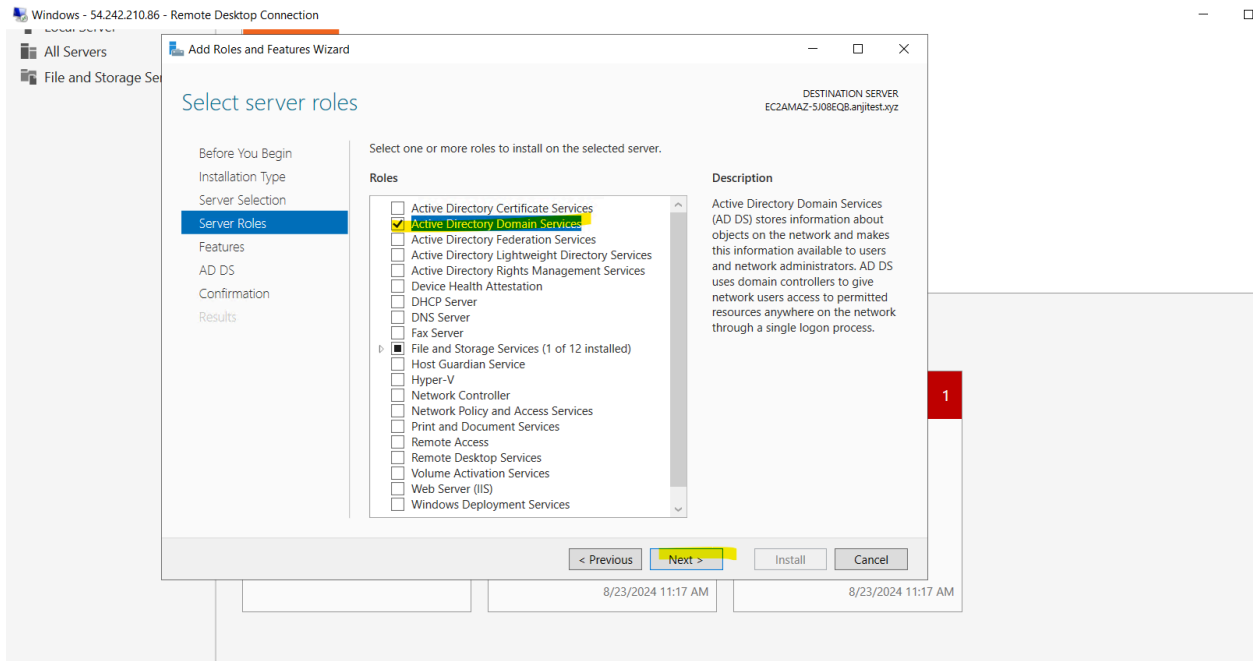 Windows - 54.242.210.86 - Remote Desktop Connection
Local Server
All Servers
File and Storage Ser
Add Roles and Features Wizard
Select server roles
DESTINATION SERVER
EC2AMAZ-5J08EQB.anjitest.xyz
Before You Begin
Installation Type
Server Selection
Server Roles
Features
AD DS
Confirmation
Results
Select one or more roles to install on the selected server.
Roles
Active Directory Certificate Services
Active Directory Domain Services
Active Directory Federation Services
Active Directory Lightweight Directory Services
Active Directory Rights Management Services
Device Health Attestation
DHCP Server
DNS Server
Fax Server
File and Storage Services (1 of 12 installed)
Host Guardian Service
Hyper-V
Network Controller
Network Policy and Access Services
Print and Document Services
Remote Access
Remote Desktop Services
Volume Activation Services
Web Server (IIS)
Windows Deployment Services
Description
Active Directory Domain Services
(AD DS) stores information about
objects on the network and makes
this information available to users
and network administrators. AD DS
uses domain controllers to give
network users access to permitted
resources anywhere on the network
through a single logon process.
1
< Previous
Next >
Install
Cancel
8/23/2024 11:17 AM
8/23/2024 11:17 AM